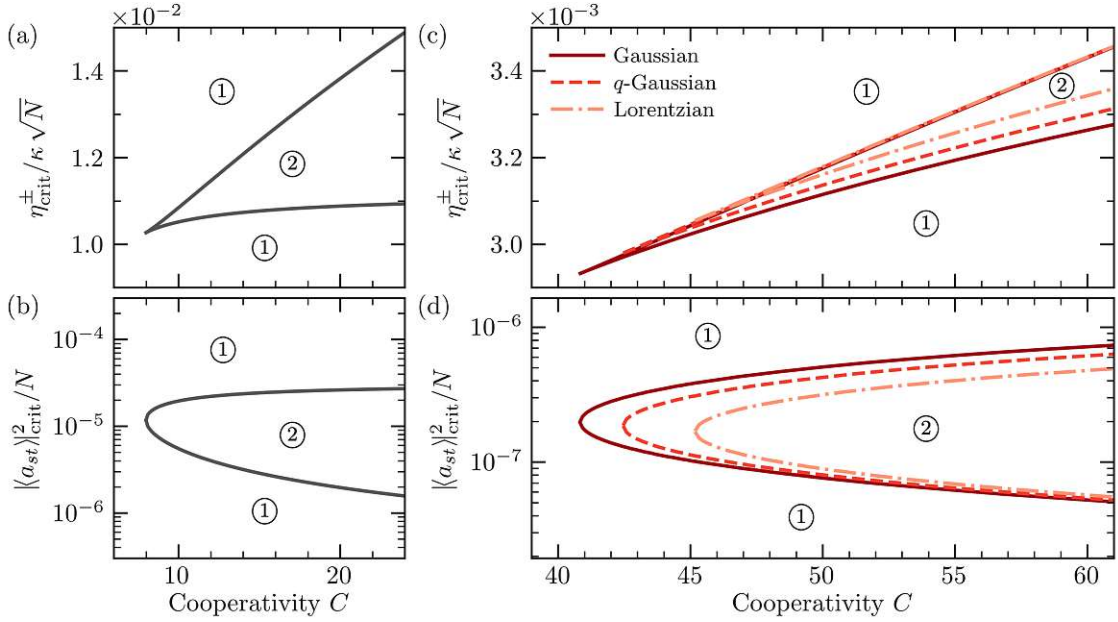 (a)
×10⁻²
1.4
1.2
1.0
η±crit/κ√N
①
②
①
(b)
10⁻⁴
10⁻⁵
10⁻⁶
|⟨ast⟩|²crit/N
①
②
①
10
20
Cooperativity C
(c)
×10⁻³
3.4
3.2
3.0
η±crit/κ√N
Gaussian
q-Gaussian
Lorentzian
①
②
①
(d)
10⁻⁶
10⁻⁷
|⟨ast⟩|²crit/N
①
②
①
40
45
50
55
60
Cooperativity C